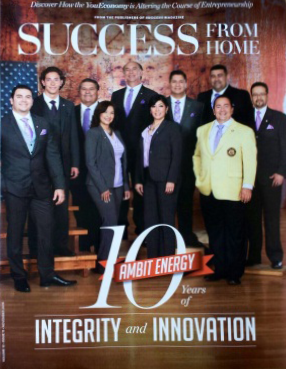 Discover How the YouEconomy is Altering the Course of Entrepreneurship
FROM THE PUBLISHERS OF SUCCESS MAGAZINE
SUCCESS FROM HOME
10
AMBIT ENERGY
Years of
INTEGRITY and INNOVATION